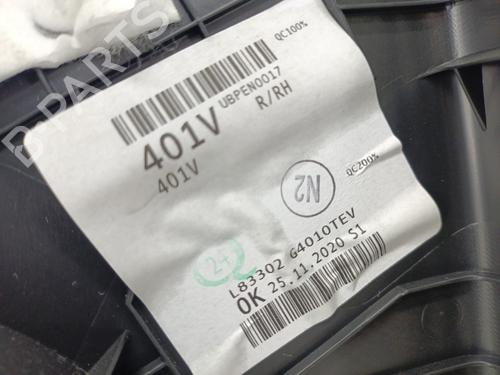 QC100%
UBPEN0017
R/RH
401V
401V
N2
QC200%
2+
L83302 G4010TEV
OK 25.11.2020 S1
D PARTS